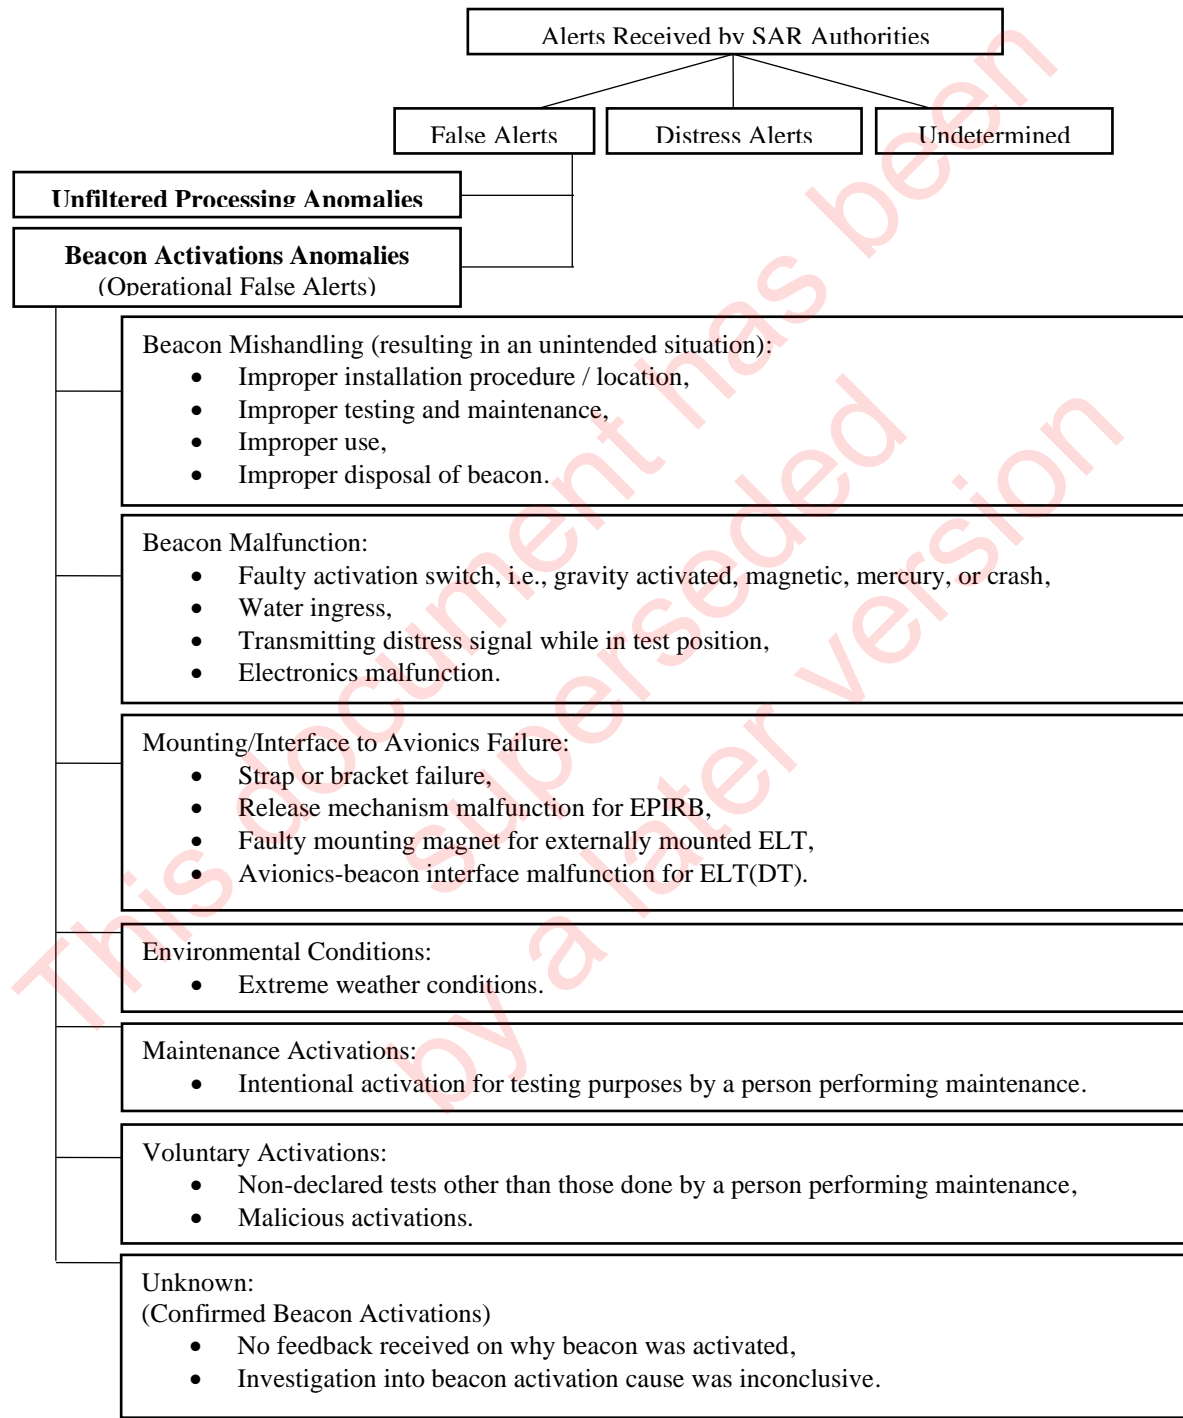 Alerts Received by SAR Authorities
False Alerts
Distress Alerts
Undetermined
Unfiltered Processing Anomalies
Beacon Activations Anomalies
(Operational False Alerts)
Beacon Mishandling (resulting in an unintended situation):
• Improper installation procedure / location,
• Improper testing and maintenance,
• Improper use,
• Improper disposal of beacon.
Beacon Malfunction:
• Faulty activation switch, i.e., gravity activated, magnetic, mercury, or crash,
• Water ingress,
• Transmitting distress signal while in test position,
• Electronics malfunction.
Mounting/Interface to Avionics Failure:
• Strap or bracket failure,
• Release mechanism malfunction for EPIRB,
• Faulty mounting magnet for externally mounted ELT,
• Avionics-beacon interface malfunction for ELT(DT).
Environmental Conditions:
• Extreme weather conditions.
Maintenance Activations:
• Intentional activation for testing purposes by a person performing maintenance.
Voluntary Activations:
• Non-declared tests other than those done by a person performing maintenance,
• Malicious activations.
Unknown:
(Confirmed Beacon Activations)
• No feedback received on why beacon was activated,
• Investigation into beacon activation cause was inconclusive.
This document has been
superseded
by a later version